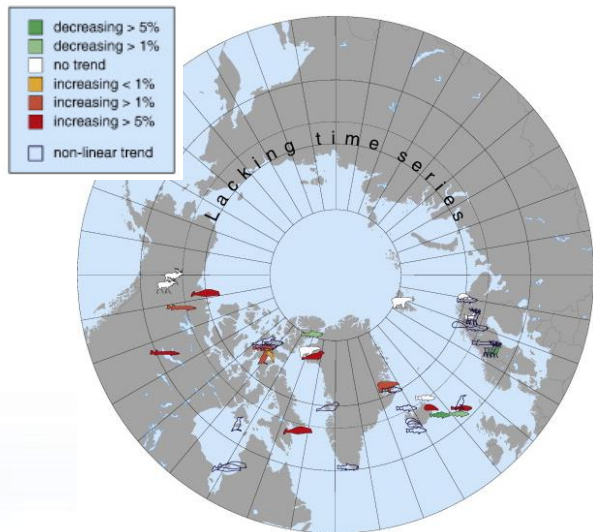 decreasing > 5%
decreasing > 1%
no trend
increasing < 1%
increasing > 1%
increasing > 5%
non-linear trend
Lacking time series